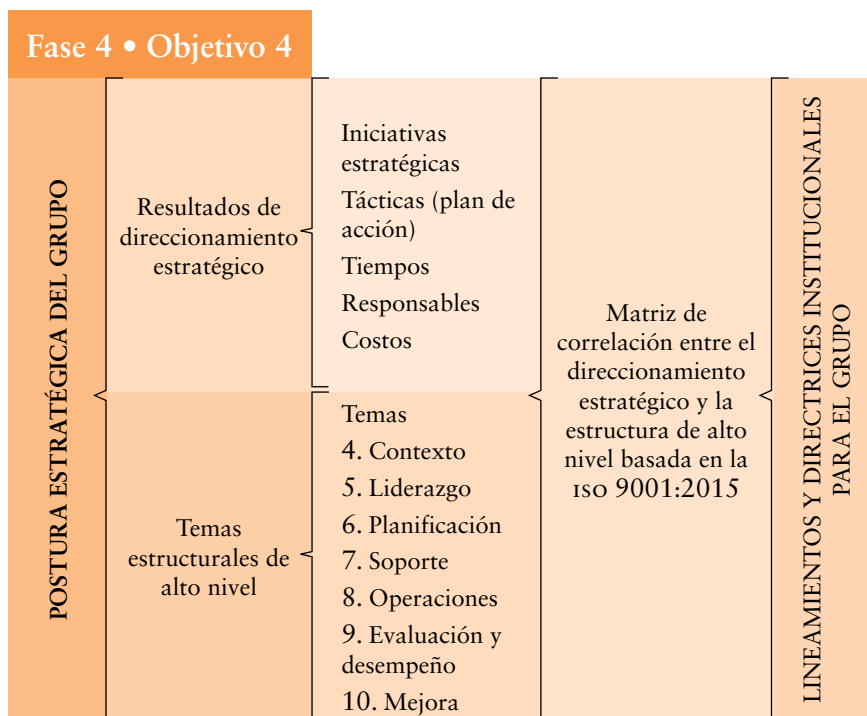 Fase 4 • Objetivo 4
POSTURA ESTRATÉGICA DEL GRUPO
Resultados de
direccionamiento
estratégico
Iniciativas
estratégicas
Tácticas (plan de
acción)
Tiempos
Responsables
Costos
Temas
estructurales de
alto nivel
Temas
4. Contexto
5. Liderazgo
6. Planificación
7. Soporte
8. Operaciones
9. Evaluación y
desempeño
10. Mejora
Matriz de
correlación entre el
direccionamiento
estratégico y la
estructura de alto
nivel basada en la
ISO 9001:2015
LINEAMIENTOS Y DIRECTRICES INSTITUCIONALES
PARA EL GRUPO